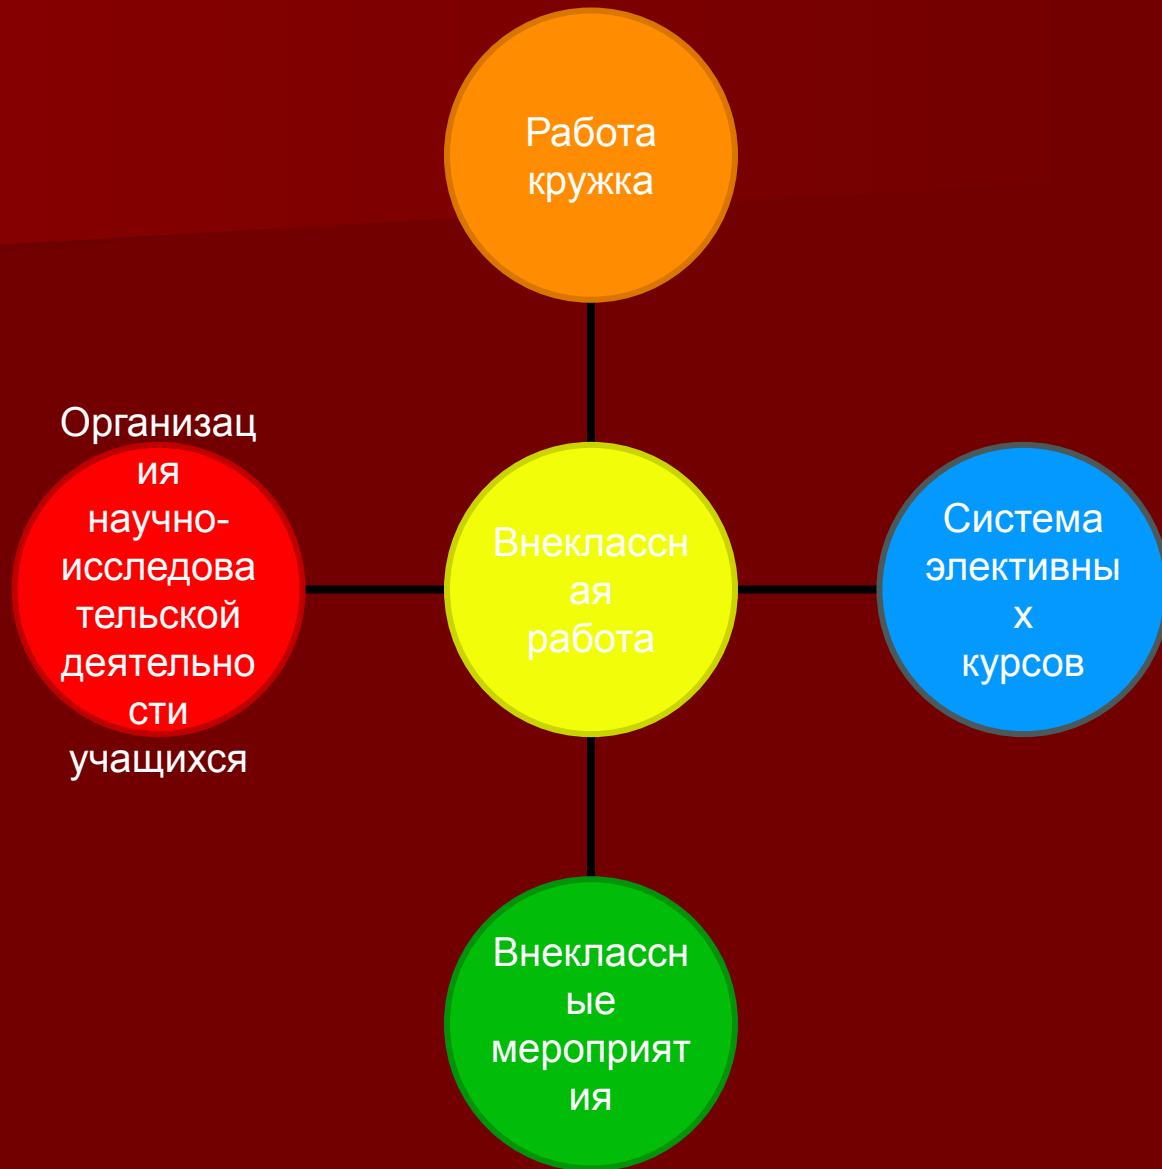 Работа
кружка
Организац
ия
научно-
исследова
тельской
деятельно
сти
учащихся
Внеклассн
ая
работа
Система
элективны
х
курсов
Внеклассн
ые
мероприят
ия